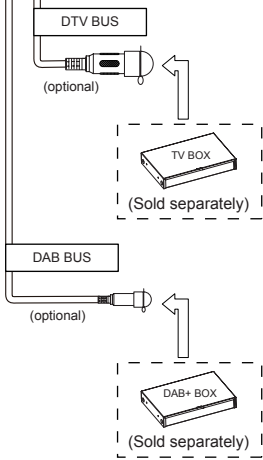 DTV BUS
(optional)
TV BOX
(Sold separately)
DAB BUS
(optional)
DAB+ BOX
(Sold separately)